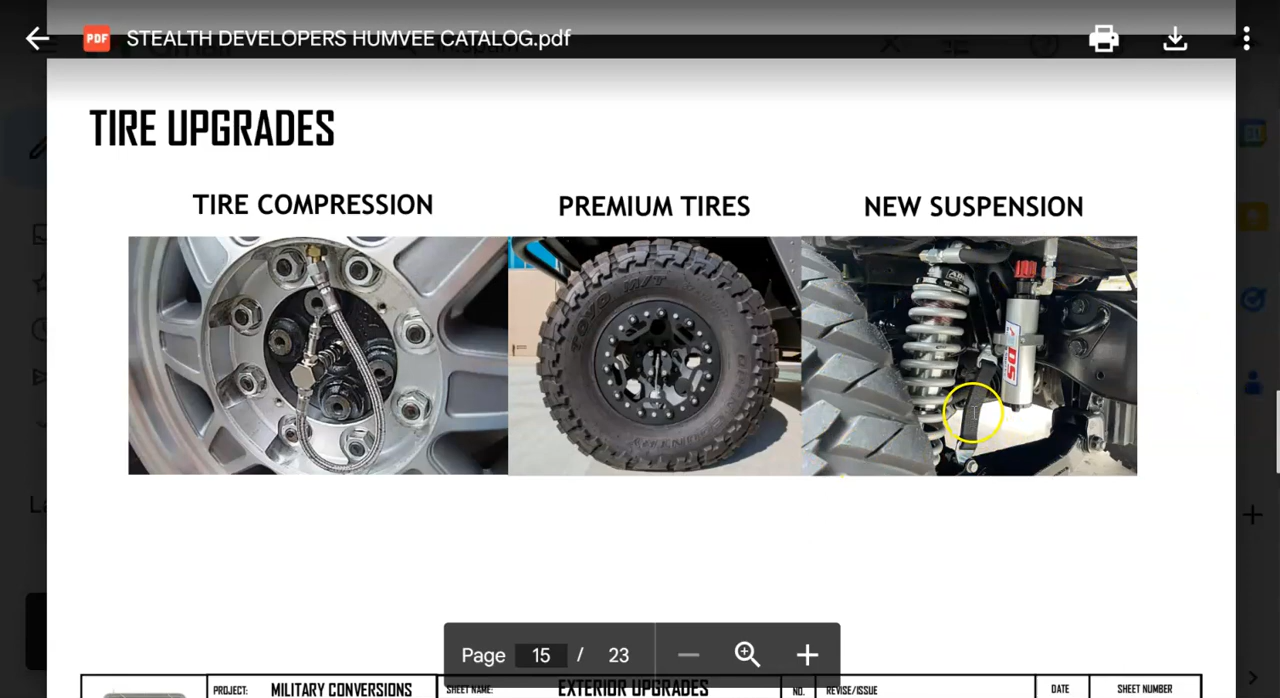 PDF STEALTH DEVELOPERS HUMVEE CATALOG.pdf
TIRE UPGRADES
TIRE COMPRESSION
PREMIUM TIRES
NEW SUSPENSION
Page 15 / 23
PROJECT: MILITARY CONVERSIONS
SHEET NAME: EXTERIOR UPGRADES
NO. REVISE/ISSUE
DATE
SHEET NUMBER